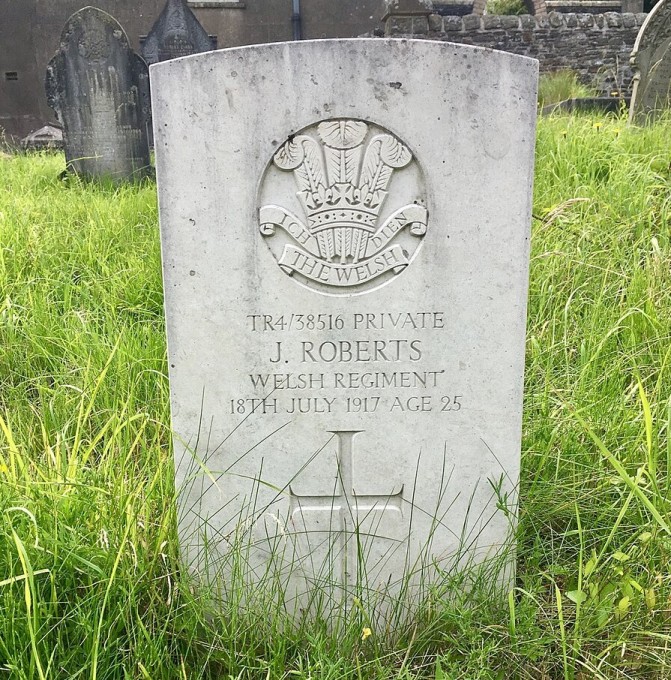 ICH DIEN
THE WELSH
TR4/38516 PRIVATE
J. ROBERTS
WELSH REGIMENT
18TH JULY 1917 AGE 25